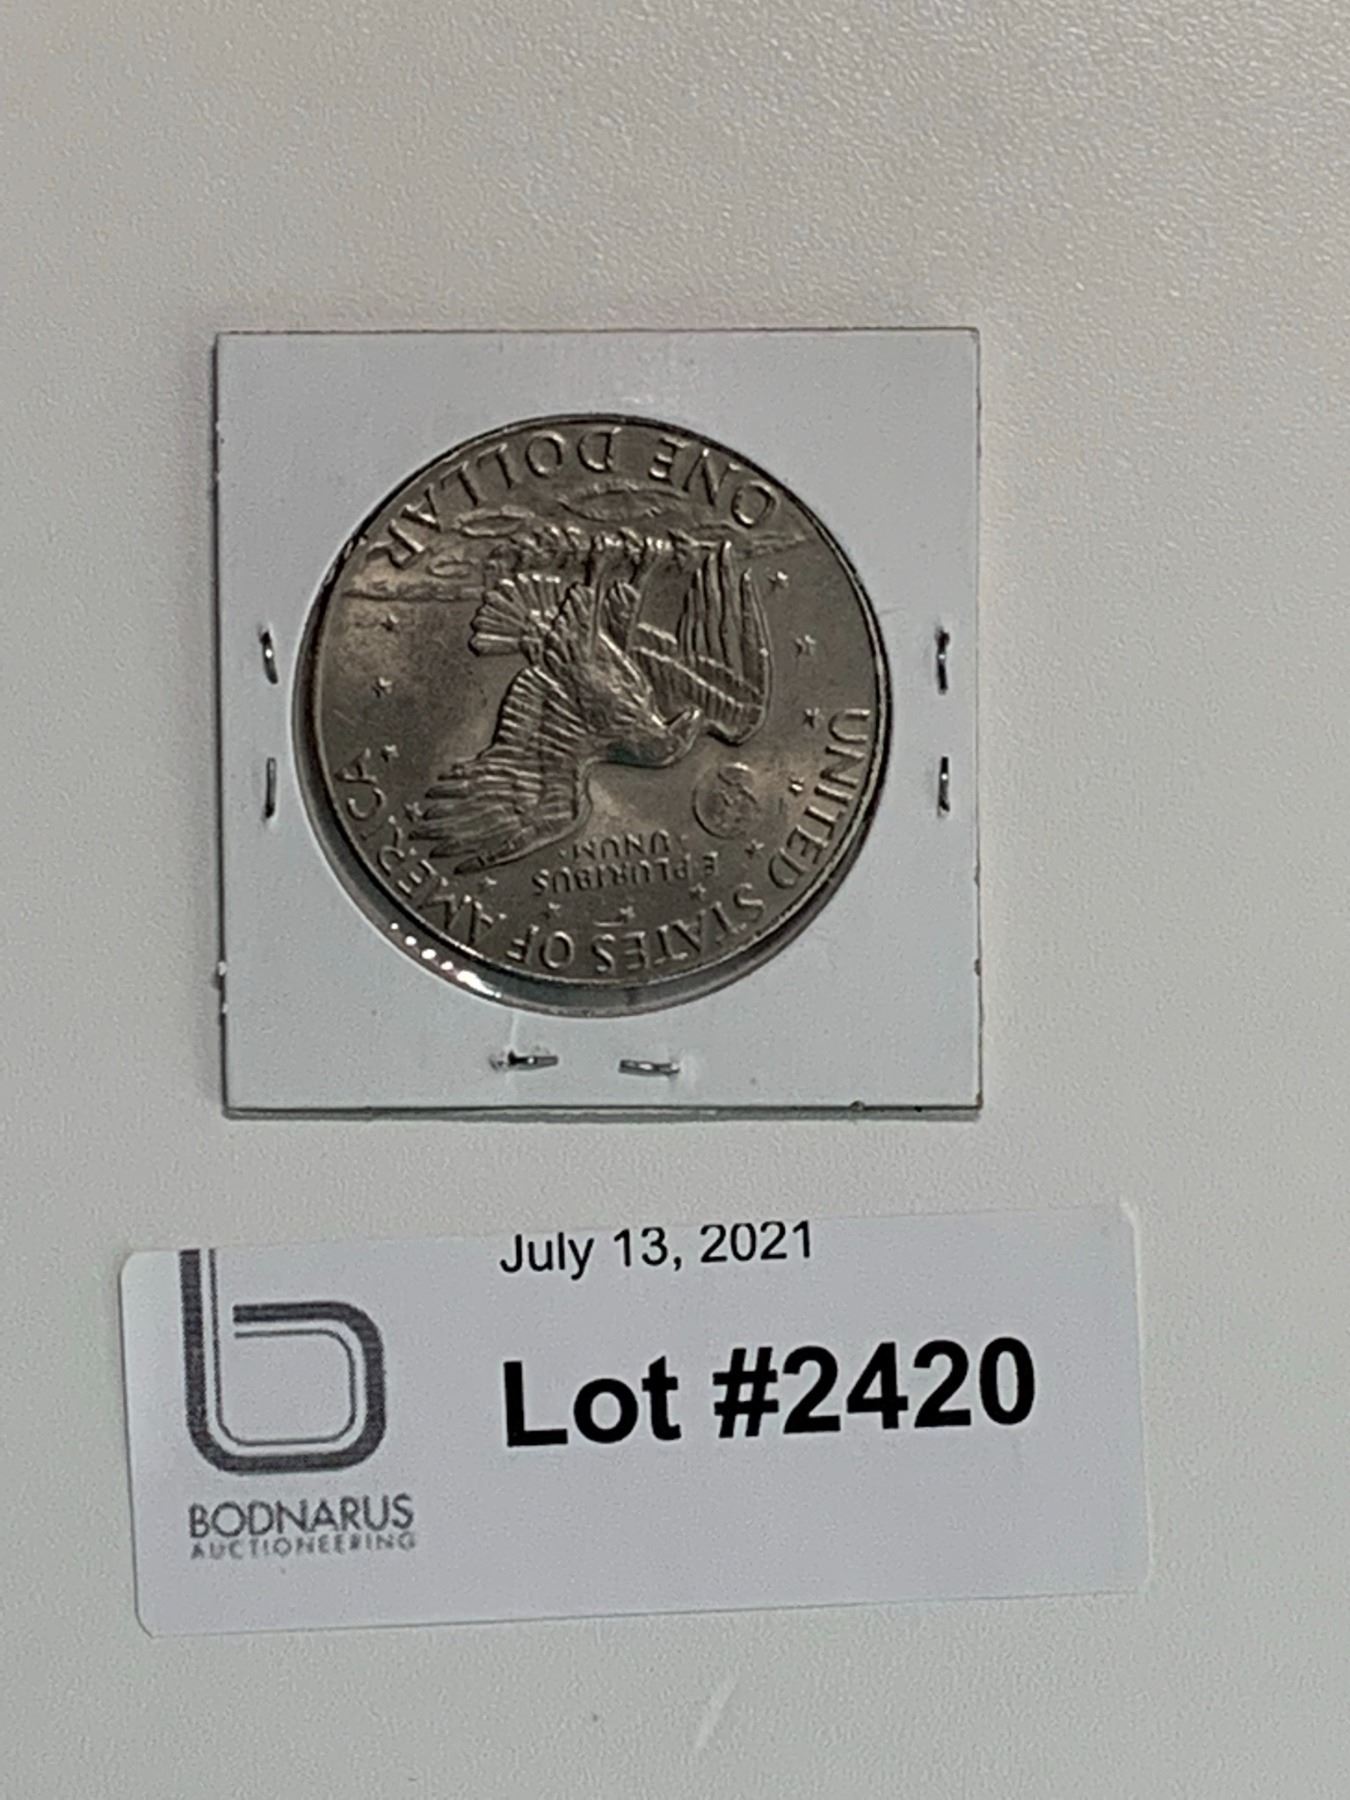 UNITED STATES OF AMERICA
E PLURIBUS
UNUM
ONE DOLLAR
July 13, 2021
Lot #2420
BODNARUS
AUCTIONEERING